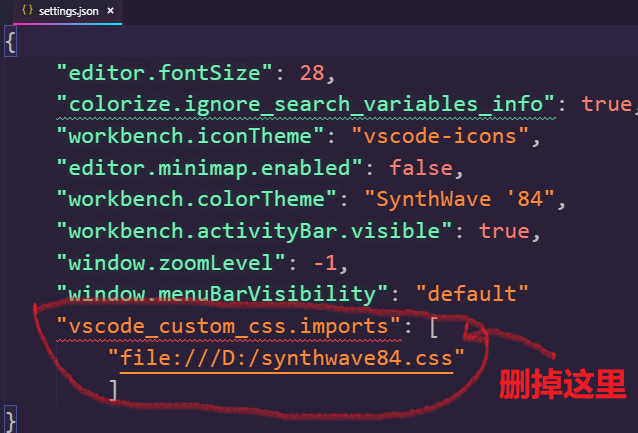 { } settings.json ×
{
"editor.fontSize": 28,
"colorize.ignore_search_variables_info": true,
"workbench.iconTheme": "vscode-icons",
"editor.minimap.enabled": false,
"workbench.colorTheme": "SynthWave '84",
"workbench.activityBar.visible": true,
"window.zoomLevel": -1,
"window.menuBarVisibility": "default"
"vscode_custom_css.imports": [
"file:///D:/synthwave84.css"
]
删掉这里
}